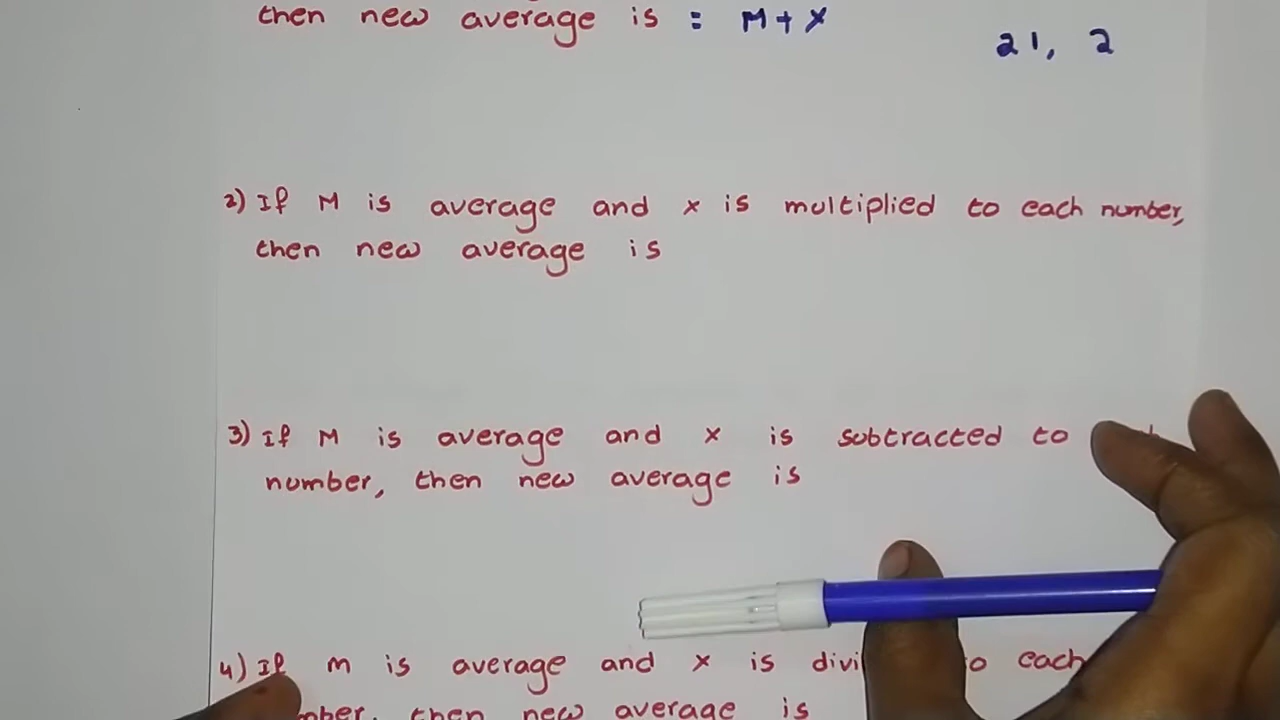 then new average is : M+X
21, 2
2) If M is average and x is multiplied to each number,
then new average is
3) If M is average and x is subtracted to
number, then new average is
4) If m is average and x is each
then new average is